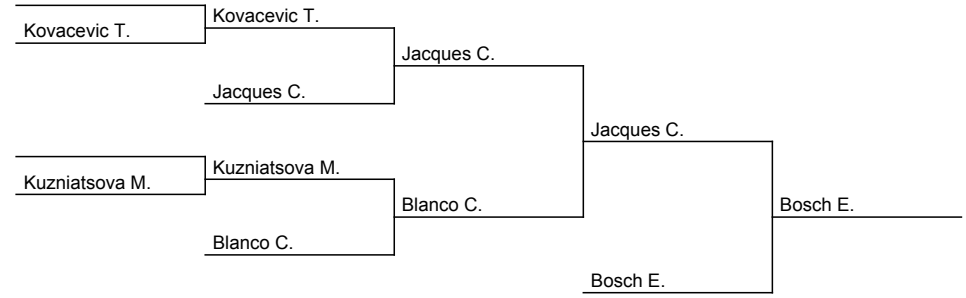 Kovacevic T.
Kovacevic T.
Jacques C.
Jacques C.
Jacques C.
Kuzniatsova M.
Kuzniatsova M.
Blanco C.
Bosch E.
Blanco C.
Bosch E.